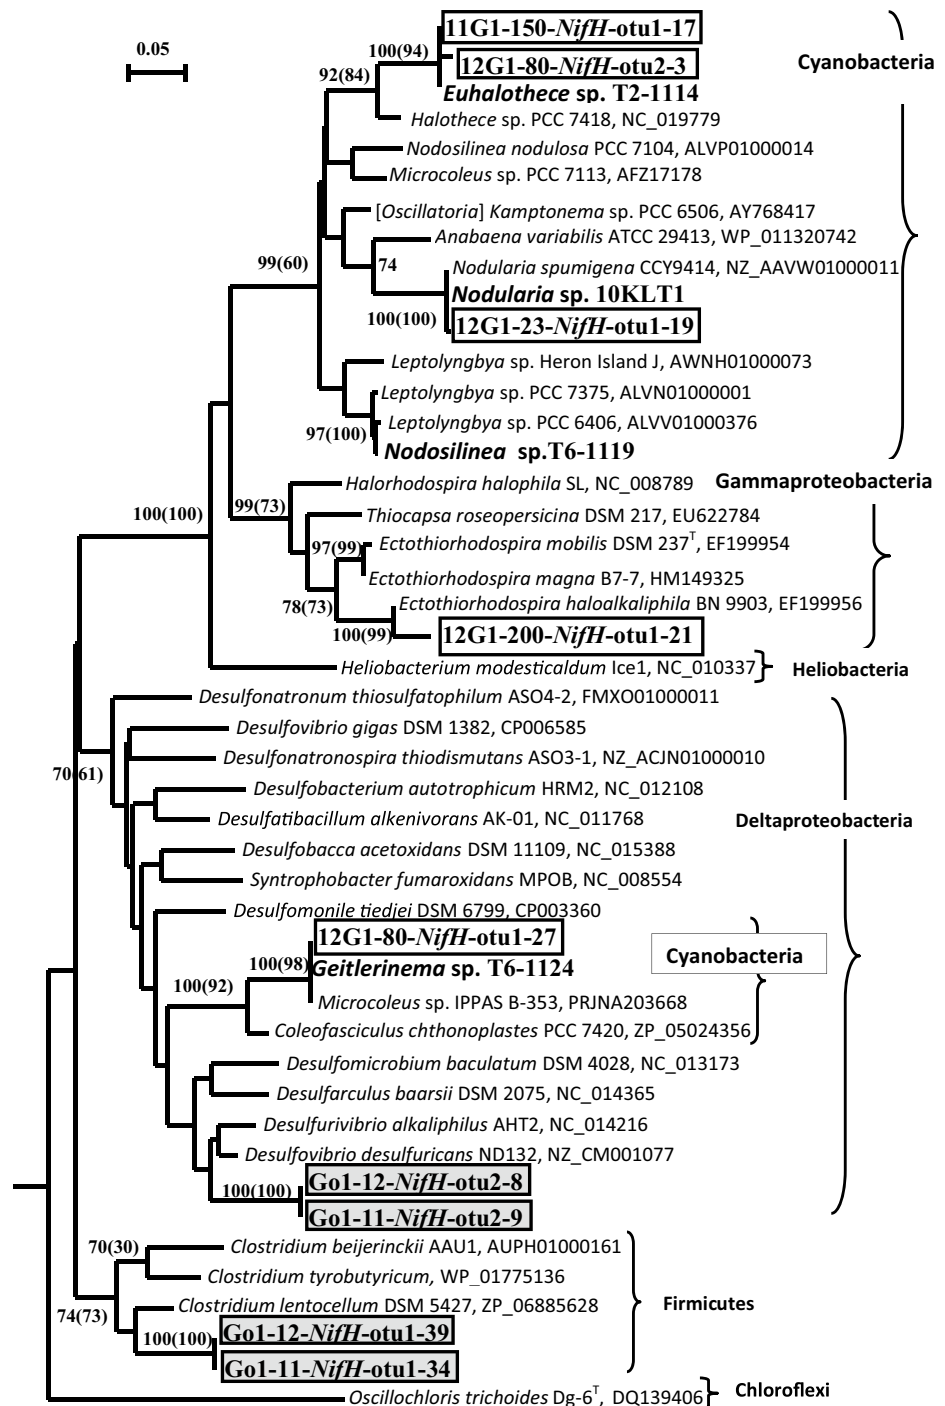 11G1-150-NifH-otu1-17
0.05
100(94)
Cyanobacteria
12G1-80-NifH-otu2-3
92(84)
Euhalothece sp. T2-1114
Halothece sp. PCC 7418, NC_019779
Nodosilinea nodulosa PCC 7104, ALVP01000014
Microcoleus sp. PCC 7113, AFZ17178
[Oscillatoria] Kamptonema sp. PCC 6506, AY768417
Anabaena variabilis ATCC 29413, WP_011320742
99(60)
74
Nodularia spumigena CCY9414, NZ_AAVW01000011
Nodularia sp. 10KLT1
100(100)
12G1-23-NifH-otu1-19
Leptolyngbya sp. Heron Island J, AWNH01000073
Leptolyngbya sp. PCC 7375, ALVN01000001
Leptolyngbya sp. PCC 6406, ALVV01000376
97(100)
Nodosilinea sp.T6-1119
Halorhodospira halophila SL, NC_008789
Gammaproteobacteria
99(73)
100(100)
Thiocapsa roseopersicina DSM 217, EU622784
97(99)
Ectothiorhodospira mobilis DSM 237T, EF199954
Ectothiorhodospira magna B7-7, HM149325
78(73)
Ectothiorhodospira haloalkaliphila BN 9903, EF199956
100(99)
12G1-200-NifH-otu1-21
Heliobacterium modesticaldum Ice1, NC_010337
Heliobacteria
Desulfonatronum thiosulfatophilum ASO4-2, FMXO01000011
Desulfovibrio gigas DSM 1382, CP006585
Desulfonatronospira thiodismutans ASO3-1, NZ_ACJN01000010
70(61)
Desulfobacterium autotrophicum HRM2, NC_012108
Desulfatibacillum alkenivorans AK-01, NC_011768
Deltaproteobacteria
Desulfobacca acetoxidans DSM 11109, NC_015388
Syntrophobacter fumaroxidans MPOB, NC_008554
Desulfomonile tiedjei DSM 6799, CP003360
12G1-80-NifH-otu1-27
Cyanobacteria
100(98)
Geitlerinema sp. T6-1124
100(92)
Microcoleus sp. IPPAS B-353, PRJNA203668
Coleofasciculus chthonoplastes PCC 7420, ZP_05024356
Desulfomicrobium baculatum DSM 4028, NC_013173
Desulfarculus baarsii DSM 2075, NC_014365
Desulfurivibrio alkaliphilus AHT2, NC_014216
Desulfovibrio desulfuricans ND132, NZ_CM001077
Go1-12-NifH-otu2-8
100(100)
Go1-11-NifH-otu2-9
70(30)
Clostridium beijerinckii AAU1, AUPH01000161
Clostridium tyrobutyricum, WP_01775136
Clostridium lentocellum DSM 5427, ZP_06885628
Firmicutes
74(73)
Go1-12-NifH-otu1-39
100(100)
Go1-11-NifH-otu1-34
Oscillochloris trichoides Dg-6T, DQ139406
Chloroflexi